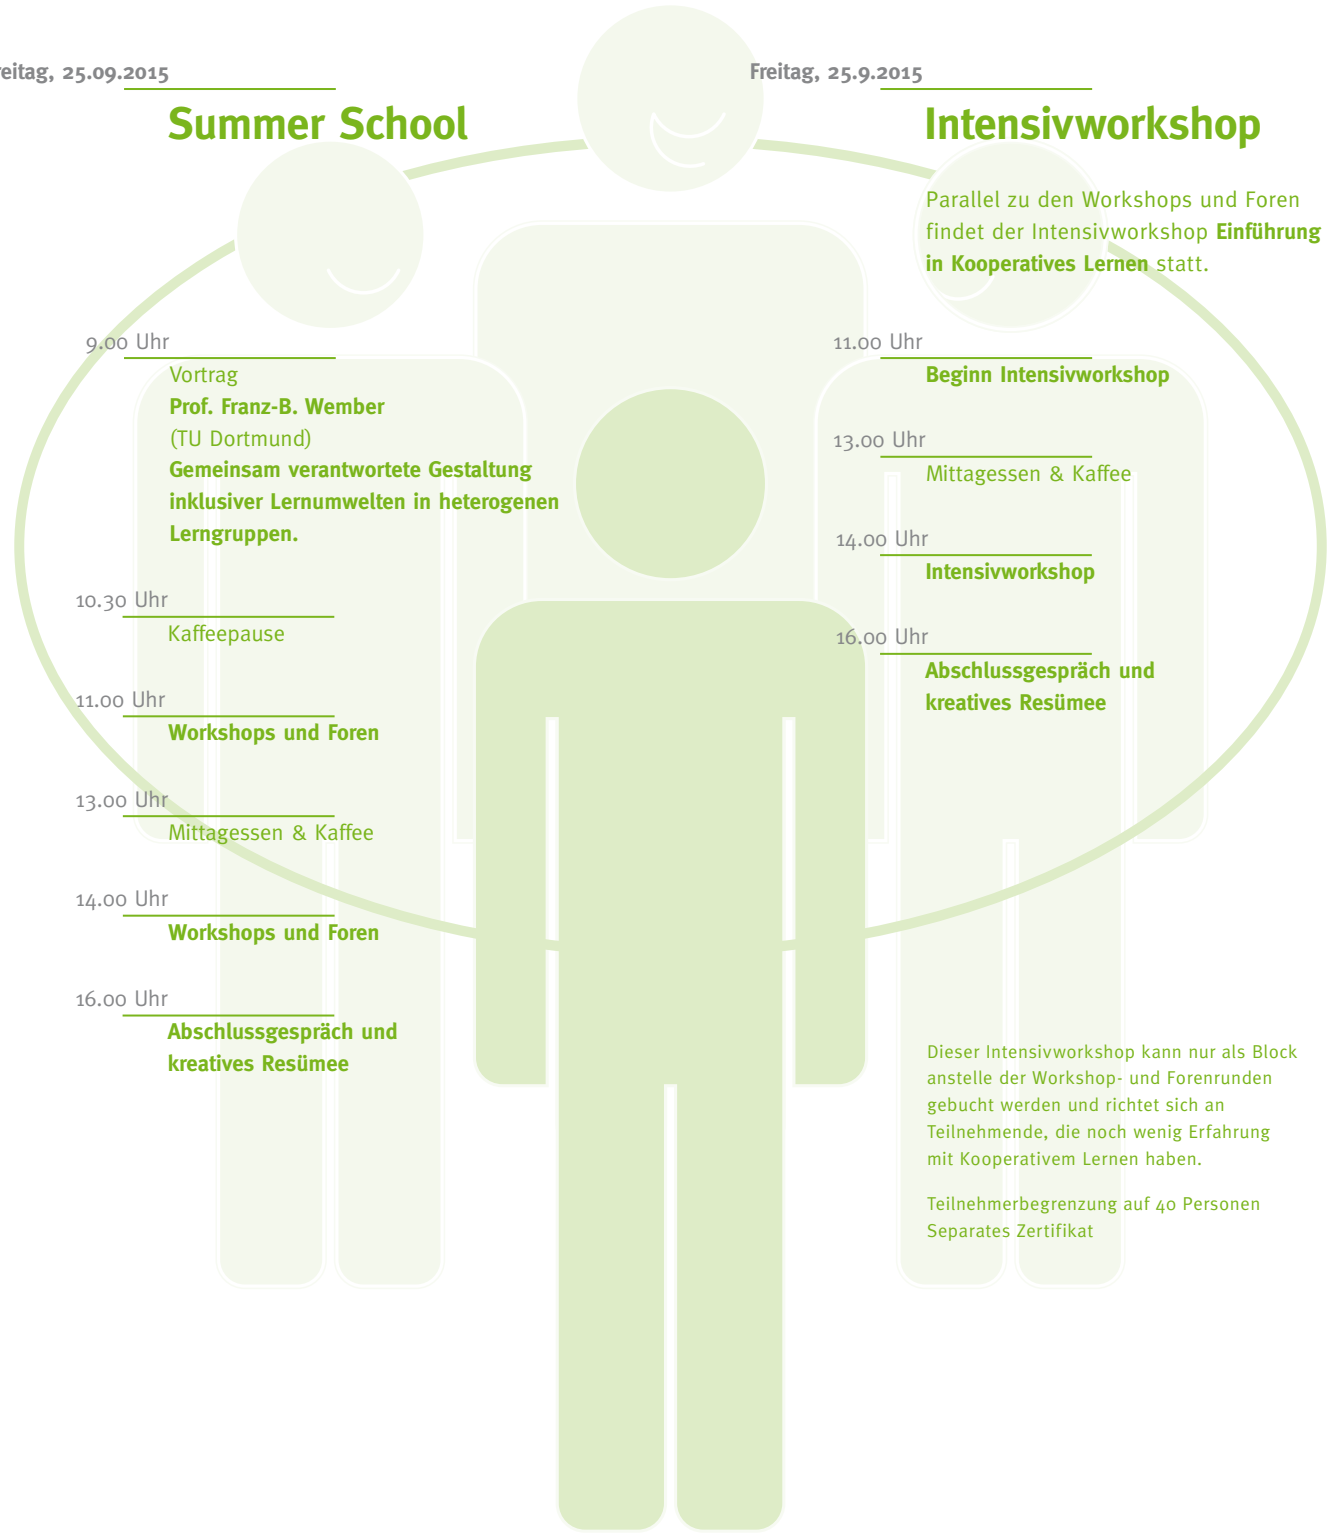 reitag, 25.09.2015
Summer School
9.00 Uhr
Vortrag
Prof. Franz-B. Wember
(TU Dortmund)
Gemeinsam verantwortete Gestaltung
inklusiver Lernumwelten in heterogenen
Lerngruppen.
10.30 Uhr
Kaffeepause
11.00 Uhr
Workshops und Foren
13.00 Uhr
Mittagessen & Kaffee
14.00 Uhr
Workshops und Foren
16.00 Uhr
Abschlussgespräch und
kreatives Resümee
Freitag, 25.9.2015
Intensivworkshop
Parallel zu den Workshops und Foren
findet der Intensivworkshop Einführung
in Kooperatives Lernen statt.
11.00 Uhr
Beginn Intensivworkshop
13.00 Uhr
Mittagessen & Kaffee
14.00 Uhr
Intensivworkshop
16.00 Uhr
Abschlussgespräch und
kreatives Resümee
Dieser Intensivworkshop kann nur als Block
anstelle der Workshop- und Forenrunden
gebucht werden und richtet sich an
Teilnehmende, die noch wenig Erfahrung
mit Kooperativem Lernen haben.
Teilnehmerbegrenzung auf 40 Personen
Separates Zertifikat